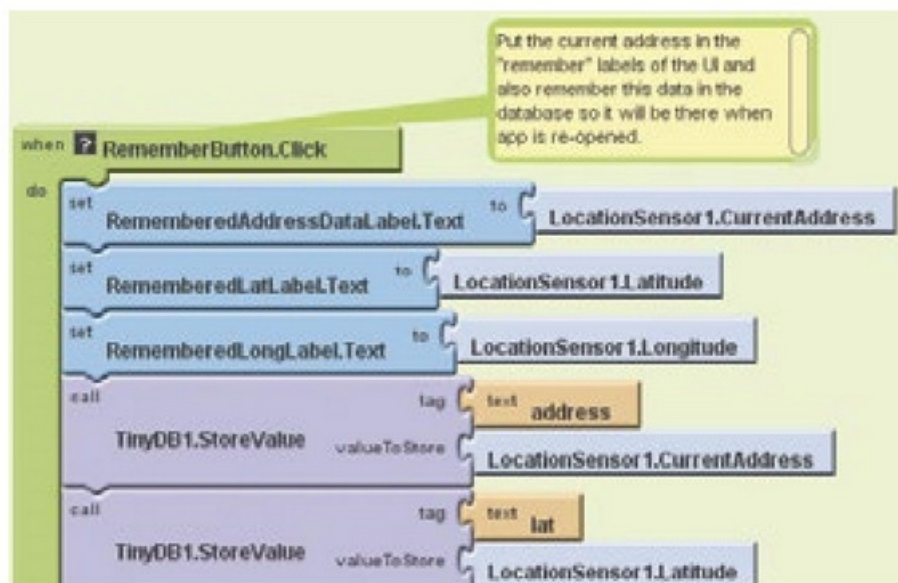 Put the current address in the
"remember" labels of the UI and
also remember this data in the
database so it will be there when
app is re-opened.
when ? RememberButton.Click
do
set RememberedAddressDataLabel.Text to LocationSensor1.CurrentAddress
set RememberedLatLabel.Text to LocationSensor1.Latitude
set RememberedLongLabel.Text to LocationSensor1.Longitude
call TinyDB1.StoreValue tag text address
valueToStore LocationSensor1.CurrentAddress
call TinyDB1.StoreValue tag text lat
valueToStore LocationSensor1.Latitude